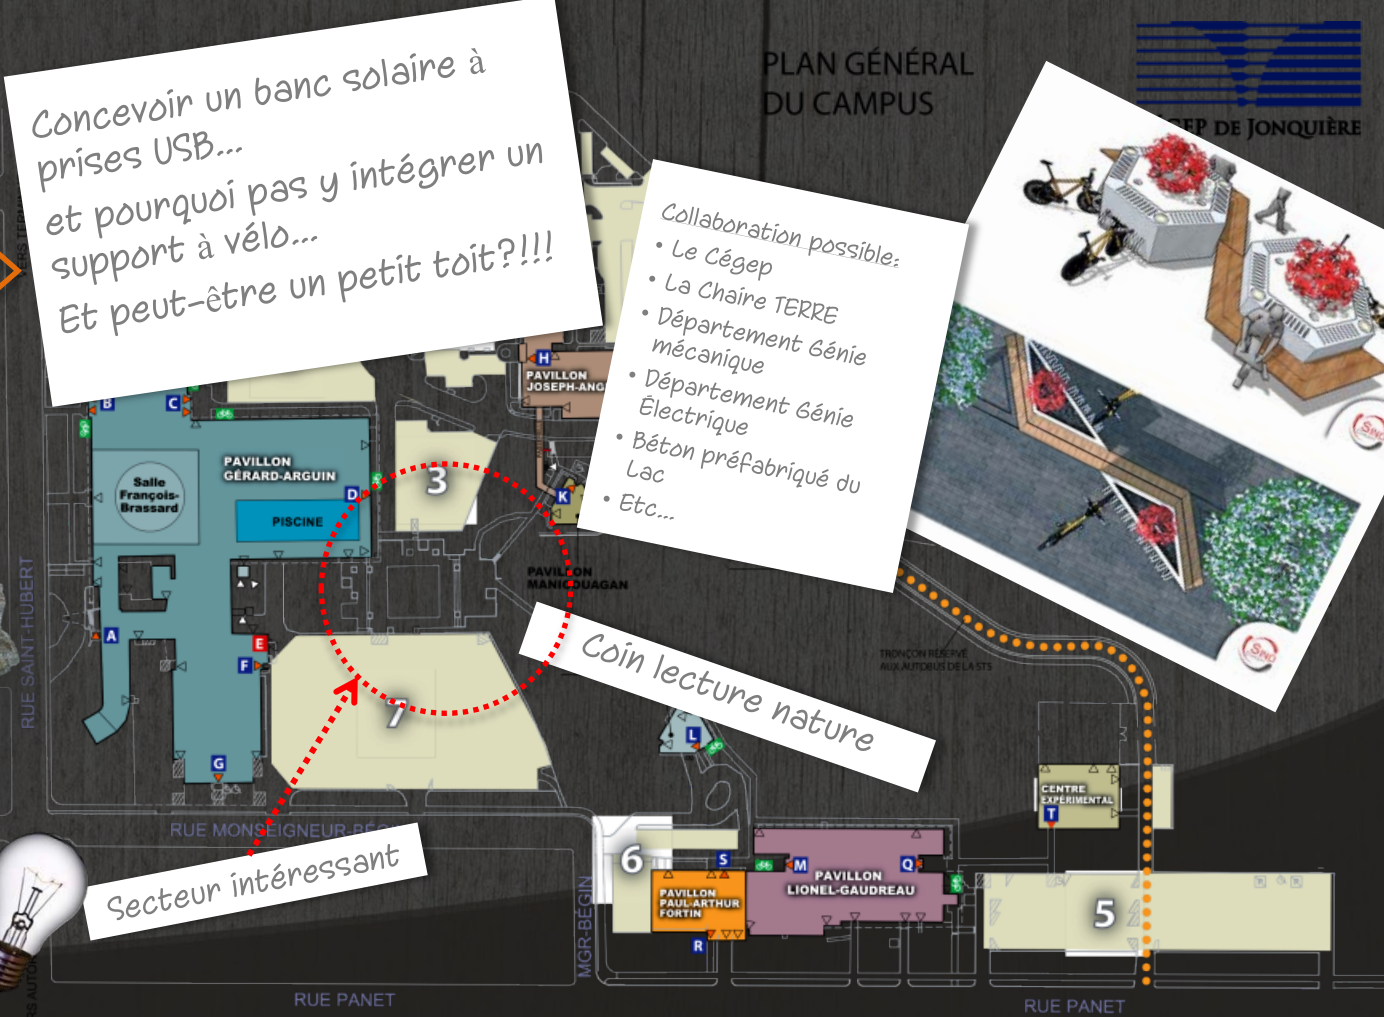 Concevoir un banc solaire à
prises USB...
et pourquoi pas y intégrer un
support à vélo...
Et peut-être un petit toit?!!!
PLAN GÉNÉRAL
DU CAMPUS
DE JONQUIÈRE
Collaboration possible:
• Le Cégep
• La Chaire TERRE
• Département Génie
mécanique
• Département Génie
Électrique
• Béton préfabriqué du
Lac
• Etc...
SINO
SINO
H
PAVILLON
B
C
PAVILLON
GÉRARD-ARGUIN
Salle
François-
Brassard
D
PISCINE
3
K
PAVILLON
MANICOUAGAN
RUE SAINT-HUBERT
A
E
F
G
7
Coin lecture nature
TRONÇON RÉSERVÉ
AUX AUTOBUS DE LA STS
L
CENTRE
EXPÉRIMENTAL
T
RUE MONSEIGNEUR-
Secteur intéressant
6
S
PAVILLON
PAUL-ARTHUR
FORTIN
R
M
Q
PAVILLON
LIONEL-GAUDREAU
5
MGR-BÉGIN
RUE PANET
RUE PANET